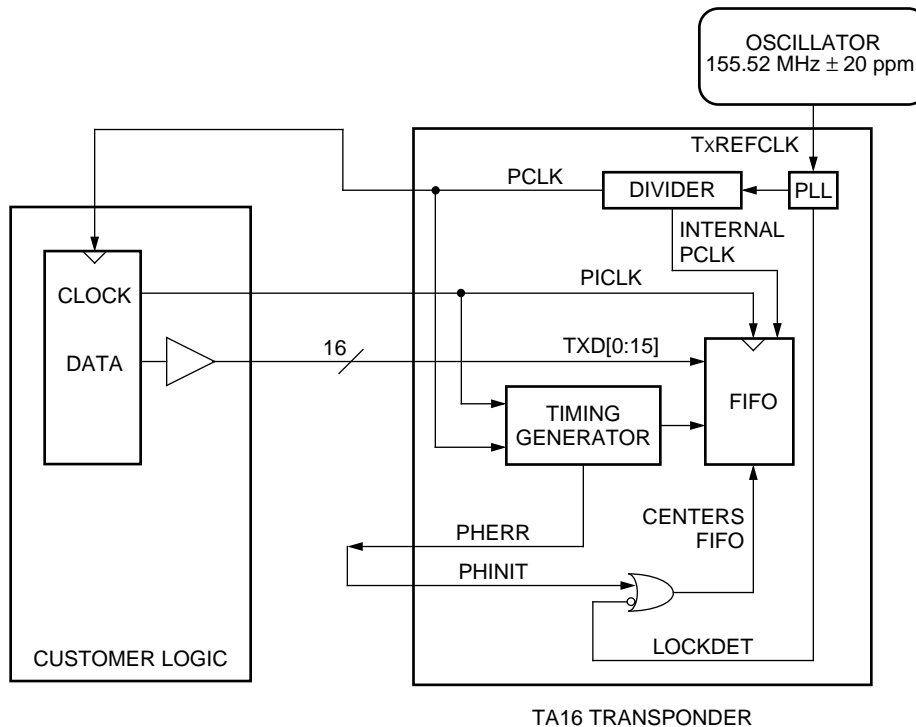 OSCILLATOR
155.52 MHz ± 20 ppm
TXREFCLK
PCLK
DIVIDER
PLL
INTERNAL
PCLK
CLOCK
PICLK
DATA
16
TXD[0:15]
FIFO
TIMING
GENERATOR
CENTERS
FIFO
PHERR
PHINIT
LOCKDET
CUSTOMER LOGIC
TA16 TRANSPONDER